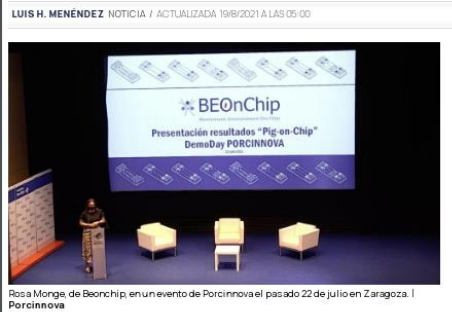 LUIS H. MENÉNDEZ NOTICIA / ACTUALIZADA 19/8/2021 A LAS 05:00
BEOnChip
Presentación resultados "Pig-on-Chip"
DemoDay PORCINNOVA
Rosa Monge, de Beonchip, en un evento de Porcinnova el pasado 22 de julio en Zaragoza. |
Porcinnova